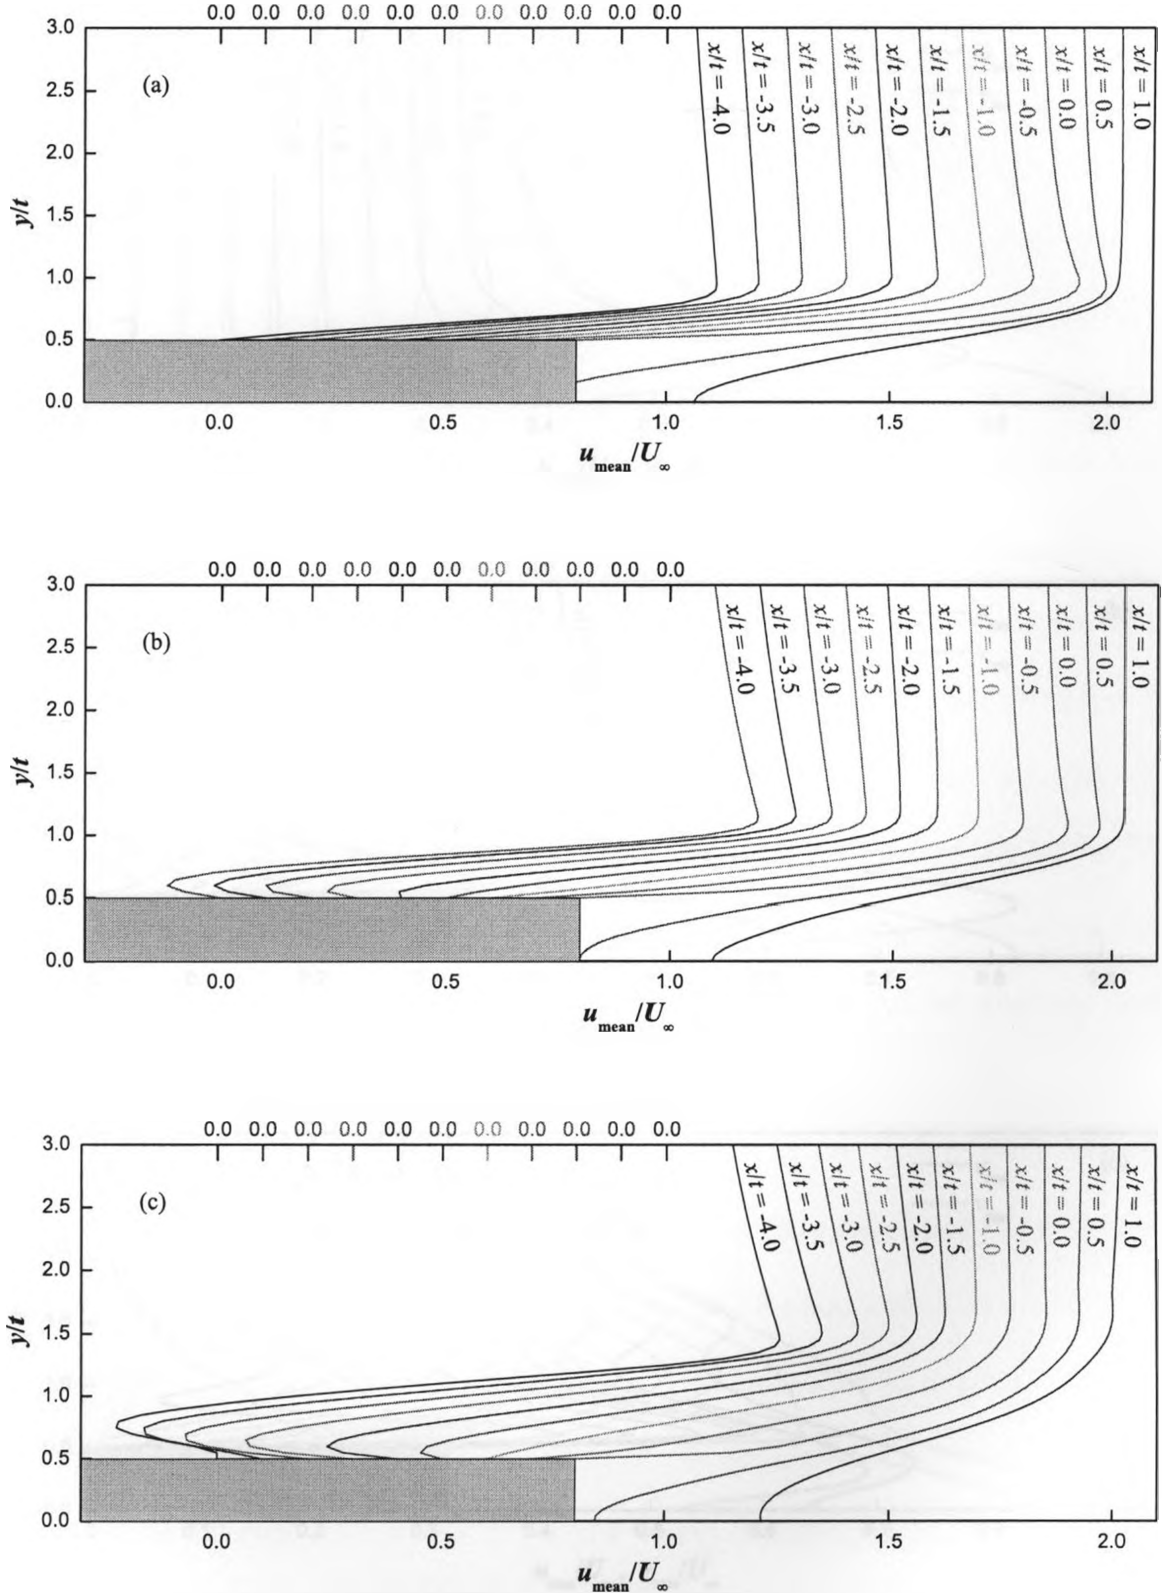 0.0 0.0 0.0 0.0 0.0 0.0 0.0 0.0 0.0 0.0 0.0
3.0
2.5
2.0
1.5
1.0
0.5
0.0
y/t
(a)
x/t = -4.0
x/t = -3.5
x/t = -3.0
x/t = -2.5
x/t = -2.0
x/t = -1.5
x/t = -1.0
x/t = -0.5
x/t = 0.0
x/t = 0.5
x/t = 1.0
0.0 0.5 1.0 1.5 2.0
u_mean/U_∞
0.0 0.0 0.0 0.0 0.0 0.0 0.0 0.0 0.0 0.0 0.0
3.0
2.5
2.0
1.5
1.0
0.5
0.0
y/t
(b)
x/t = -4.0
x/t = -3.5
x/t = -3.0
x/t = -2.5
x/t = -2.0
x/t = -1.5
x/t = -1.0
x/t = -0.5
x/t = 0.0
x/t = 0.5
x/t = 1.0
0.0 0.5 1.0 1.5 2.0
u_mean/U_∞
0.0 0.0 0.0 0.0 0.0 0.0 0.0 0.0 0.0 0.0 0.0
3.0
2.5
2.0
1.5
1.0
0.5
0.0
y/t
(c)
x/t = -4.0
x/t = -3.5
x/t = -3.0
x/t = -2.5
x/t = -2.0
x/t = -1.5
x/t = -1.0
x/t = -0.5
x/t = 0.0
x/t = 0.5
x/t = 1.0
0.0 0.5 1.0 1.5 2.0
u_mean/U_∞